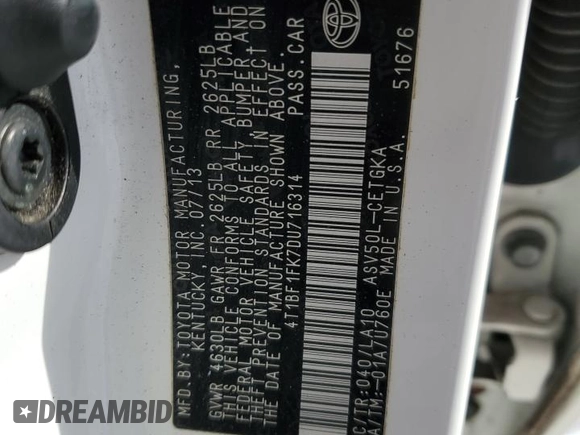 MFD. BY: TOYOTA MOTOR MANUFACTURING,
KENTUCKY, INC. 07/13
GVWR 4630LB GAWR FR 2625LB RR 2625LB
THIS VEHICLE CONFORMS TO ALL APPLICABLE
FEDERAL MOTOR VEHICLE SAFETY, BUMPER, AND
THEFT PREVENTION STANDARDS IN EFFECT ON
THE DATE OF MANUFACTURE SHOWN ABOVE.
4T1BF1FK7DU716314 PASS. CAR
C/TR:040/LA10 ASV50L-CETGKA
A/TM:-01A/U760E MADE IN U.S.A.
51676
DREAMBID